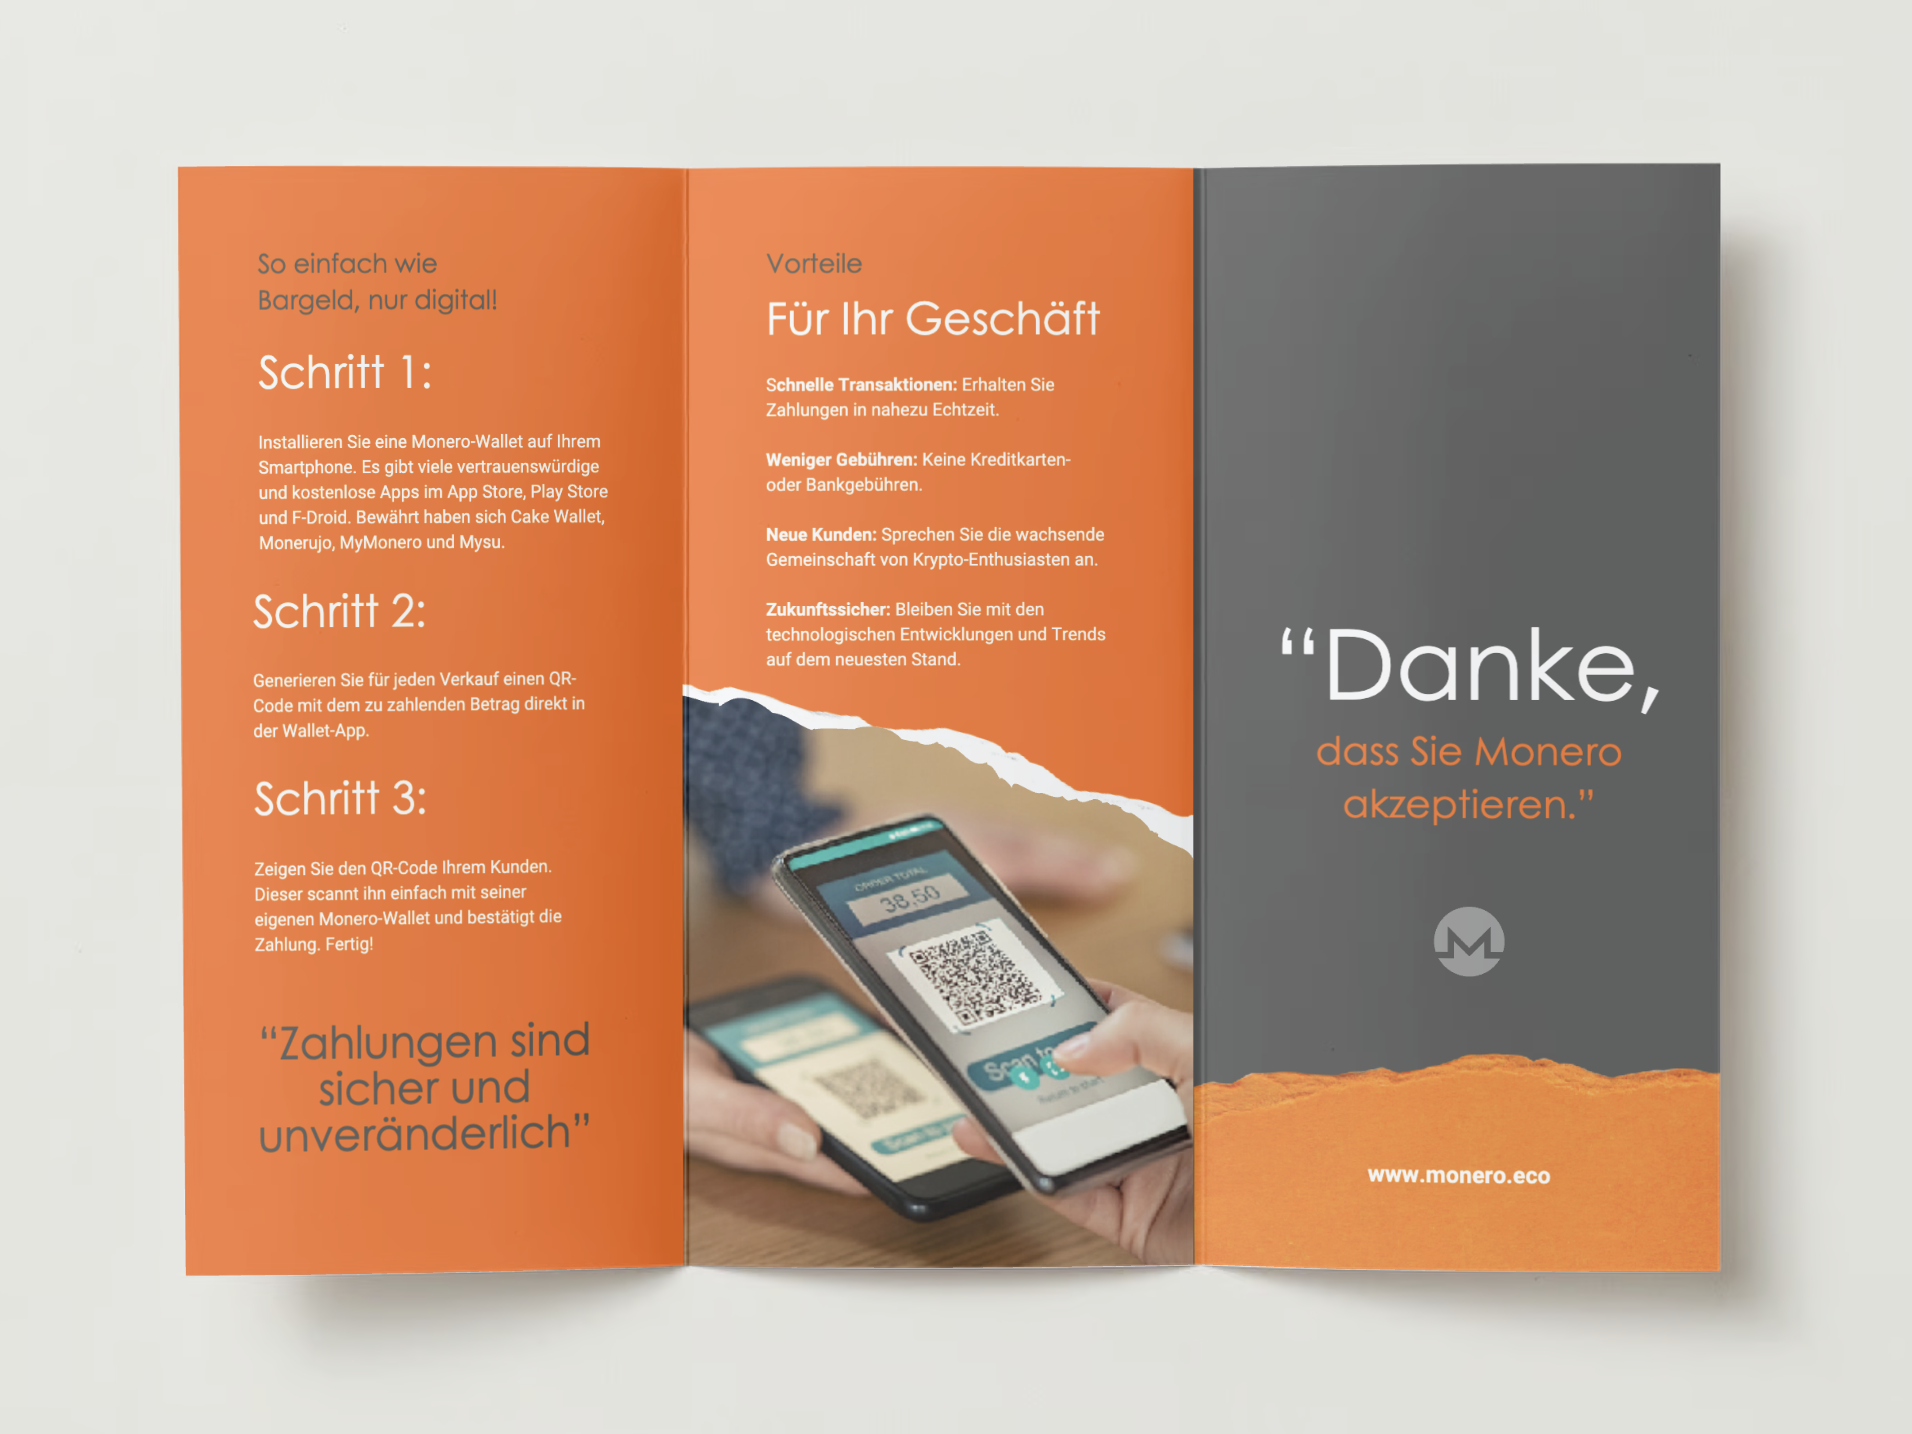 So einfach wie
Bargeld, nur digital!
Schritt 1:
Installieren Sie eine Monero-Wallet auf Ihrem
Smartphone. Es gibt viele vertrauenswürdige
und kostenlose Apps im App Store, Play Store
und F-Droid. Bewährt haben sich Cake Wallet,
Monerujo, MyMonero und Mysu.
Schritt 2:
Generieren Sie für jeden Verkauf einen QR-
Code mit dem zu zahlenden Betrag direkt in
der Wallet-App.
Schritt 3:
Zeigen Sie den QR-Code Ihrem Kunden.
Dieser scannt ihn einfach mit seiner
eigenen Monero-Wallet und bestätigt die
Zahlung. Fertig!
“Zahlungen sind
sicher und
unveränderlich”
Vorteile
Für Ihr Geschäft
Schnelle Transaktionen: Erhalten Sie
Zahlungen in nahezu Echtzeit.
Weniger Gebühren: Keine Kreditkarten-
oder Bankgebühren.
Neue Kunden: Sprechen Sie die wachsende
Gemeinschaft von Krypto-Enthusiasten an.
Zukunftssicher: Bleiben Sie mit den
technologischen Entwicklungen und Trends
auf dem neuesten Stand.
ORDER TOTAL
38,50
Scan to
Return to start
“Danke,
dass Sie Monero
akzeptieren.”
www.monero.eco